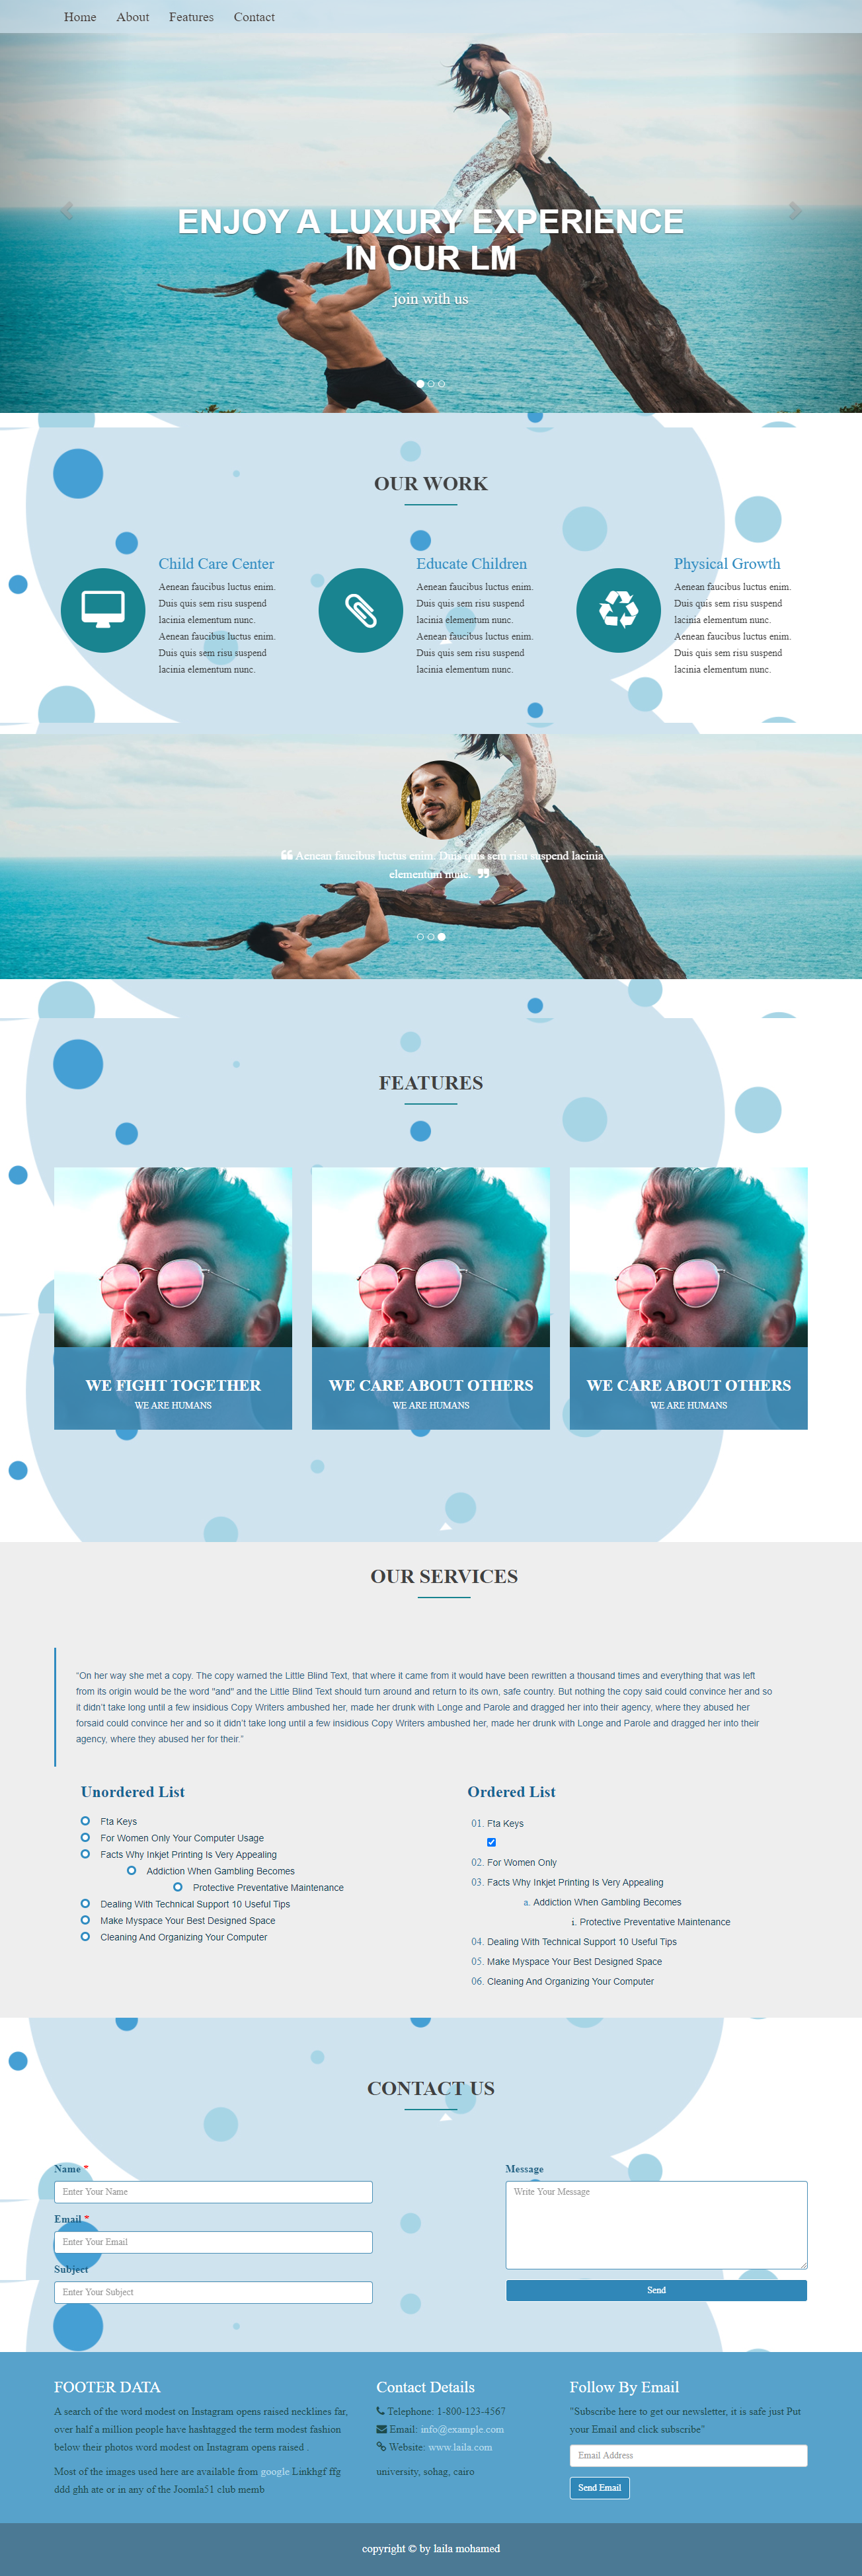 Home About Features Contact
ENJOY A LUXURY EXPERIENCE
IN OUR LM
join with us
OUR WORK
Child Care Center
Aenean faucibus luctus enim.
Duis quis sem risu suspend
lacinia elementum nunc.
Aenean faucibus luctus enim.
Duis quis sem risu suspend
lacinia elementum nunc.
Educate Children
Aenean faucibus luctus enim.
Duis quis sem risu suspend
lacinia elementum nunc.
Aenean faucibus luctus enim.
Duis quis sem risu suspend
lacinia elementum nunc.
Physical Growth
Aenean faucibus luctus enim.
Duis quis sem risu suspend
lacinia elementum nunc.
Aenean faucibus luctus enim.
Duis quis sem risu suspend
lacinia elementum nunc.
“ Aenean faucibus luctus enim. Duis quis sem risu suspend lacinia
elementum nunc. ”
FEATURES
WE FIGHT TOGETHER
WE ARE HUMANS
WE CARE ABOUT OTHERS
WE ARE HUMANS
WE CARE ABOUT OTHERS
WE ARE HUMANS
OUR SERVICES
“On her way she met a copy. The copy warned the Little Blind Text, that where it came from it would have been rewritten a thousand times and everything that was left
from its origin would be the word "and" and the Little Blind Text should turn around and return to its own, safe country. But nothing the copy said could convince her and so
it didn’t take long until a few insidious Copy Writers ambushed her, made her drunk with Longe and Parole and dragged her into their agency, where they abused her
forsaid could convince her and so it didn’t take long until a few insidious Copy Writers ambushed her, made her drunk with Longe and Parole and dragged her into their
agency, where they abused her for their.”
Unordered List
Fta Keys
For Women Only Your Computer Usage
Facts Why Inkjet Printing Is Very Appealing
Addiction When Gambling Becomes
Protective Preventative Maintenance
Dealing With Technical Support 10 Useful Tips
Make Myspace Your Best Designed Space
Cleaning And Organizing Your Computer
Ordered List
01. Fta Keys
02. For Women Only
03. Facts Why Inkjet Printing Is Very Appealing
a. Addiction When Gambling Becomes
i. Protective Preventative Maintenance
04. Dealing With Technical Support 10 Useful Tips
05. Make Myspace Your Best Designed Space
06. Cleaning And Organizing Your Computer
CONTACT US
Name *
Enter Your Name
Email *
Enter Your Email
Subject
Enter Your Subject
Message
Write Your Message
Send
FOOTER DATA
A search of the word modest on Instagram opens raised necklines far,
over half a million people have hashtagged the term modest fashion
below their photos word modest on Instagram opens raised .
Most of the images used here are available from google Linkhgf ffg
ddd ghh ate or in any of the Joomla51 club memb
Contact Details
Telephone: 1-800-123-4567
Email: info@example.com
Website: www.laila.com
university, sohag, cairo
Follow By Email
"Subscribe here to get our newsletter, it is safe just Put
your Email and click subscribe"
Email Address
Send Email
copyright © by laila mohamed